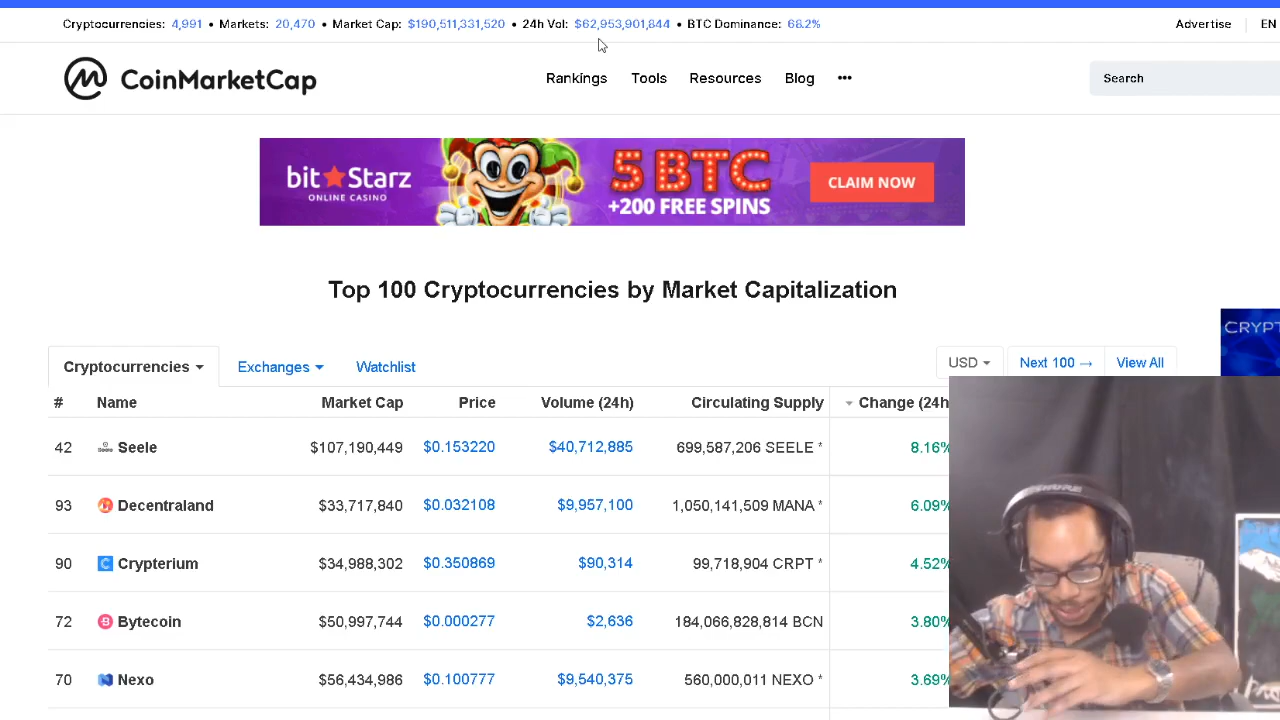 Cryptocurrencies: 4,991 • Markets: 20,470 • Market Cap: $190,511,331,520 • 24h Vol: $62,953,901,844 • BTC Dominance: 68.2%
Advertise
EN
CoinMarketCap
Rankings Tools Resources Blog •••
Search
bit★Starz
ONLINE CASINO
5 BTC
+200 FREE SPINS
CLAIM NOW
Top 100 Cryptocurrencies by Market Capitalization
CRYPT
Cryptocurrencies Exchanges Watchlist
USD Next 100 → View All
# Name Market Cap Price Volume (24h) Circulating Supply Change (24h
42 Seele $107,190,449 $0.153220 $40,712,885 699,587,206 SEELE * 8.16%
93 Decentraland $33,717,840 $0.032108 $9,957,100 1,050,141,509 MANA * 6.09%
90 Crypterium $34,988,302 $0.350869 $90,314 99,718,904 CRPT * 4.52%
72 Bytecoin $50,997,744 $0.000277 $2,636 184,066,828,814 BCN 3.80%
70 Nexo $56,434,986 $0.100777 $9,540,375 560,000,011 NEXO * 3.69%